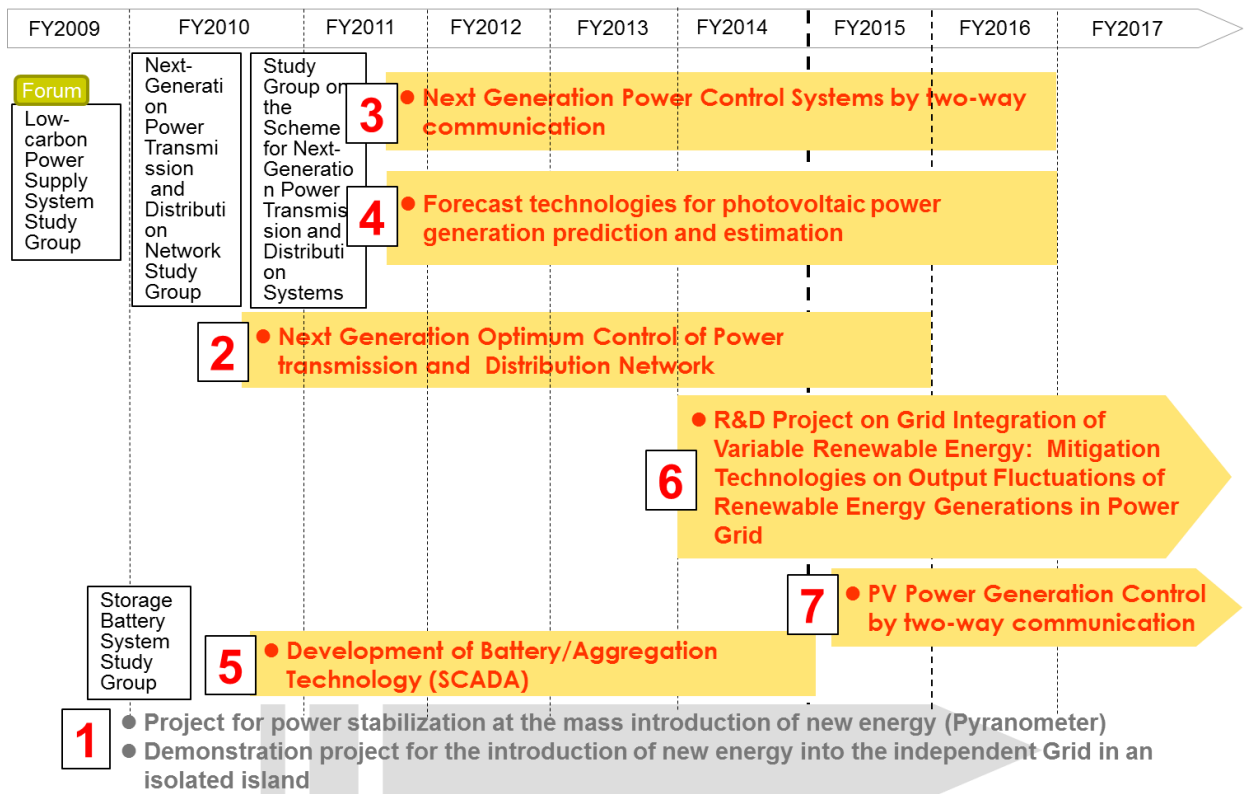 FY2009 FY2010 FY2011 FY2012 FY2013 FY2014 FY2015 FY2016 FY2017
Forum
Low-
carbon
Power
Supply
System
Study
Group
Next-
Generati
on
Power
Transmi
ssion
and
Distributi
on
Network
Study
Group
Study
Group on
the
Scheme
for Next-
Generatio
n Power
Transmis
sion and
Distributi
on
Systems
3
● Next Generation Power Control Systems by two-way
communication
4
● Forecast technologies for photovoltaic power
generation prediction and estimation
2
● Next Generation Optimum Control of Power
transmission and Distribution Network
6
● R&D Project on Grid Integration of
Variable Renewable Energy: Mitigation
Technologies on Output Fluctuations of
Renewable Energy Generations in Power
Grid
7
● PV Power Generation Control
by two-way communication
Storage
Battery
System
Study
Group
5
● Development of Battery/Aggregation
Technology (SCADA)
1
● Project for power stabilization at the mass introduction of new energy (Pyranometer)
● Demonstration project for the introduction of new energy into the independent Grid in an
isolated island